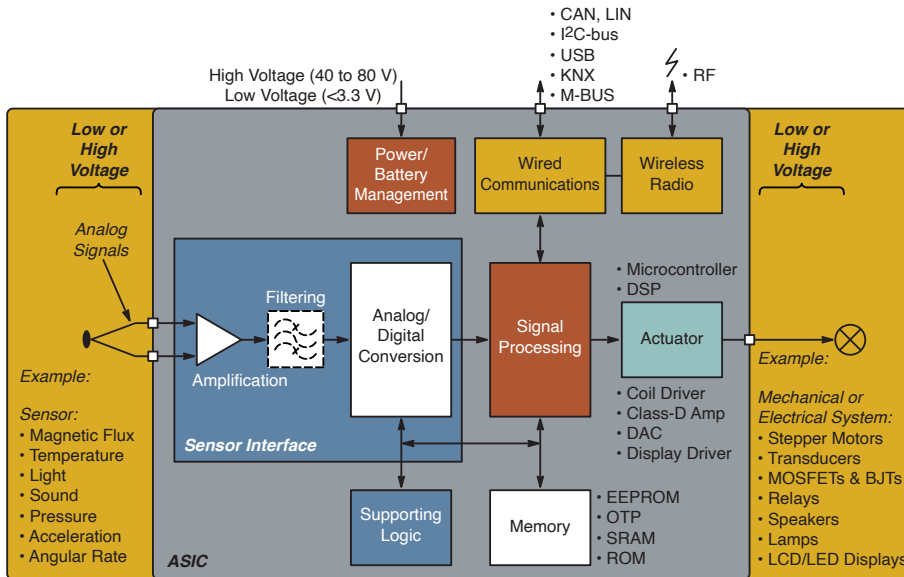 • CAN, LIN
• I²C-bus
• USB
• KNX
• M-BUS
• RF
High Voltage (40 to 80 V)
Low Voltage (<3.3 V)
Low or
High
Voltage
Power/
Battery
Management
Wired
Communications
Wireless
Radio
Low or
High
Voltage
Analog
Signals
Filtering
Amplification
Analog/
Digital
Conversion
Signal
Processing
• Microcontroller
• DSP
Actuator
• Coil Driver
• Class-D Amp
• DAC
• Display Driver
Sensor Interface
Supporting
Logic
Memory
• EEPROM
• OTP
• SRAM
• ROM
ASIC
Example:
Sensor:
• Magnetic Flux
• Temperature
• Light
• Sound
• Pressure
• Acceleration
• Angular Rate
Example:
Mechanical or
Electrical System:
• Stepper Motors
• Transducers
• MOSFETs & BJTs
• Relays
• Speakers
• Lamps
• LCD/LED Displays